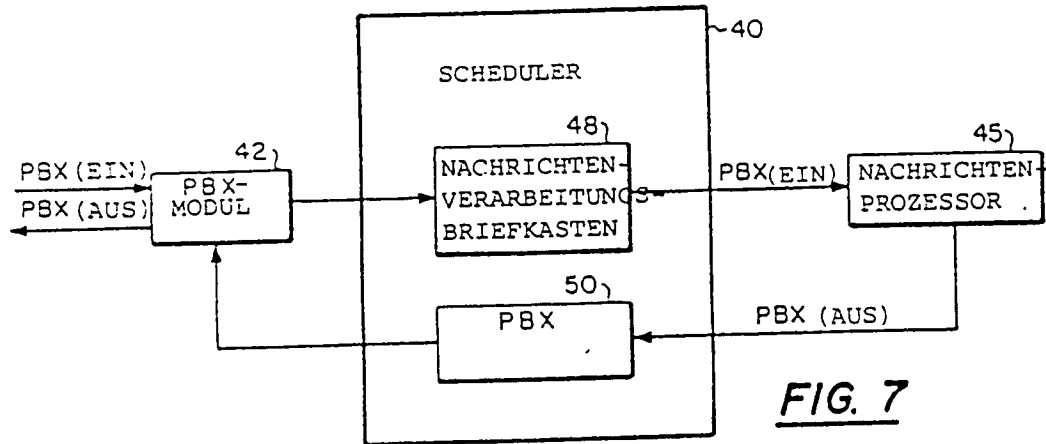 40
SCHEDULER
42
48
45
PBX (EIN)
PBX (AUS)
PBX-
MODUL
NACHRICHTEN-
VERARBEITUNGS-
BRIEFKASTEN
PBX(EIN)
NACHRICHTEN-
PROZESSOR
50
PBX
PBX (AUS)
FIG. 7